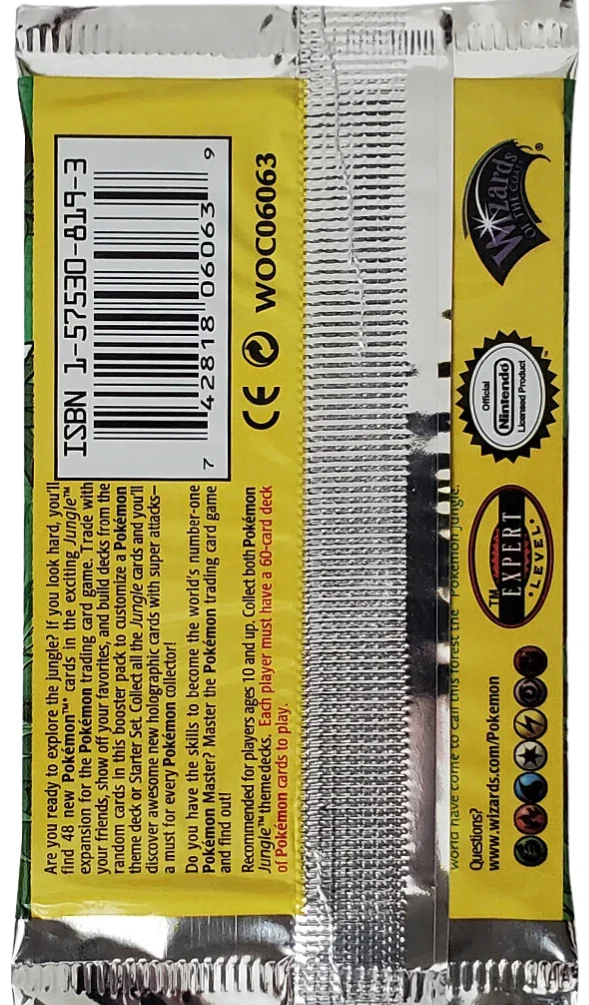 Are you ready to explore the jungle? If you look hard, you'll
find 48 new Pokémon™* cards in the exciting Jungle™
expansion for the Pokémon trading card game. Trade with
your friends, show off your favorites, and build decks from the
random cards in this booster pack to customize a Pokémon
theme deck or Starter Set. Collect all the Jungle cards and you'll
discover awesome new holographic cards with super attacks–
a must for every Pokémon collector!
Do you have the skills to become the world's number-one
Pokémon Master? Master the Pokémon trading card game
and find out!
Recommended for players ages 10 and up. Collect both Pokémon
Jungle™ theme decks. Each player must have a 60-card deck
of Pokémon cards to play.
ISBN 1-57530-819-3
7 42818 06063 9
CE WOC06063
world have come to call this forest the Pokémon jungle.
Questions?
www.wizards.com/Pokemon
TM
EXPERT
LEVEL
Official
Nintendo
Licensed Product
TM
Wizards
OF THE COAST
®